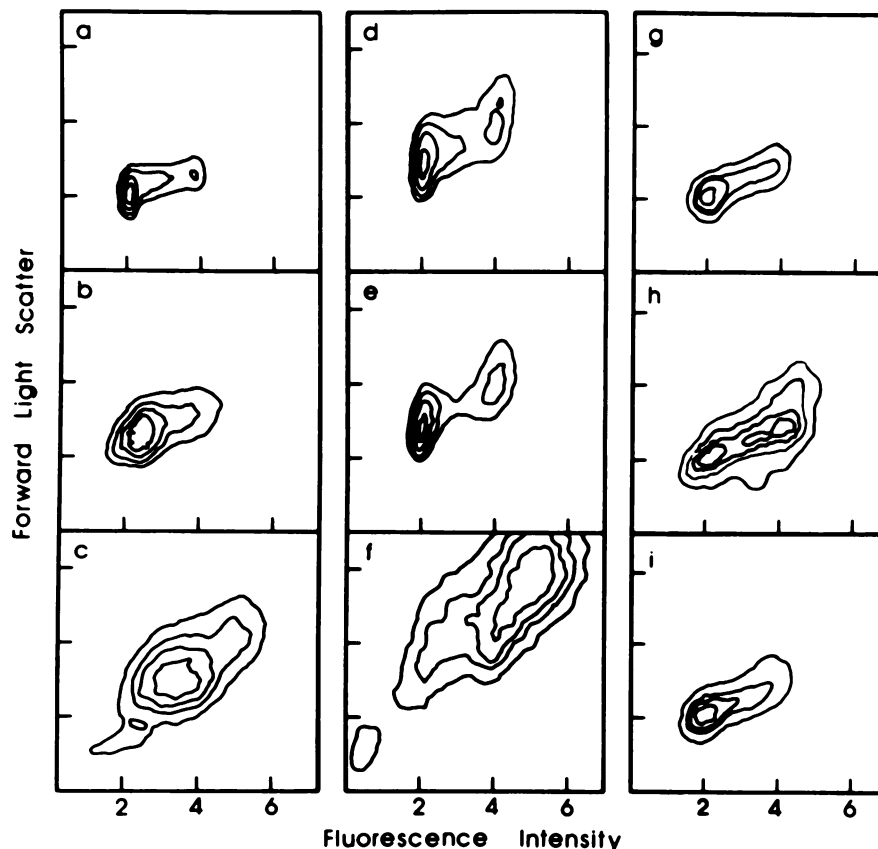 a d g
b e h
c f i
Forward Light Scatter
2 4 6 2 4 6 2 4 6
Fluorescence Intensity